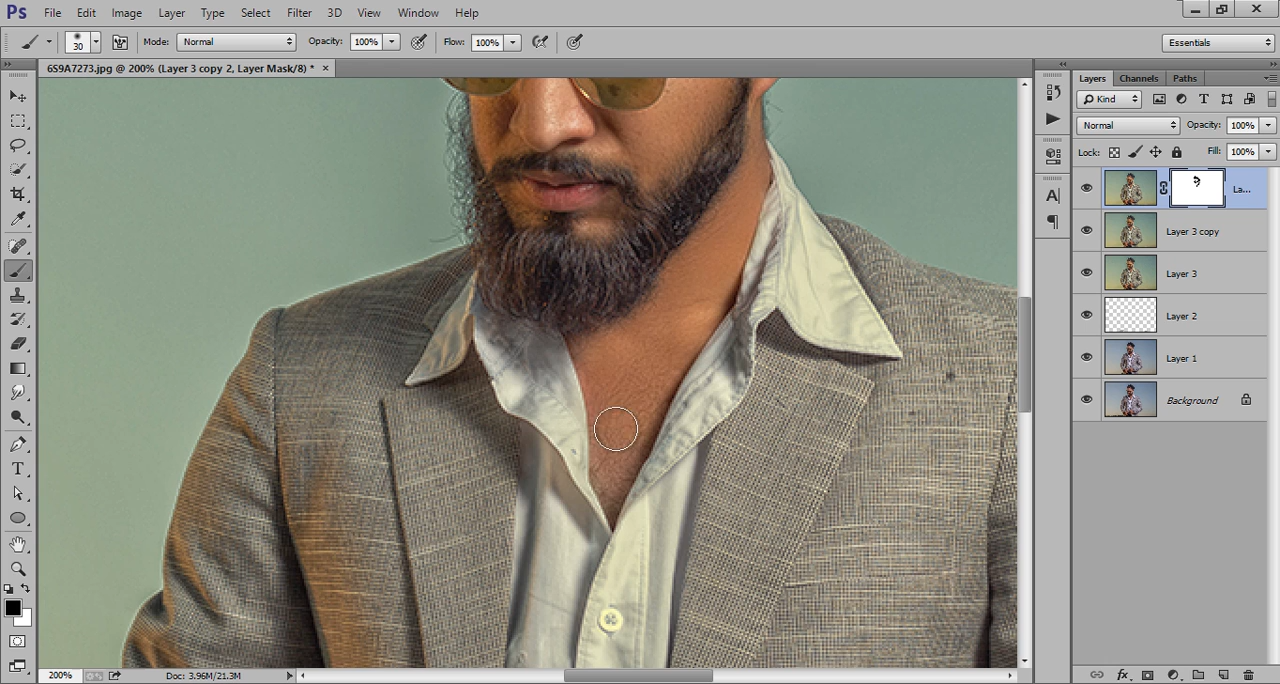 Ps File Edit Image Layer Type Select Filter 3D View Window Help
30 Mode: Normal Opacity: 100% Flow: 100% Essentials
6S9A7273.jpg @ 200% (Layer 3 copy 2, Layer Mask/8) * ×
Layers Channels Paths
Kind
Normal Opacity: 100%
Lock: Fill: 100%
La...
Layer 3 copy
Layer 3
Layer 2
Layer 1
Background
200% Doc: 3.96M/21.3M